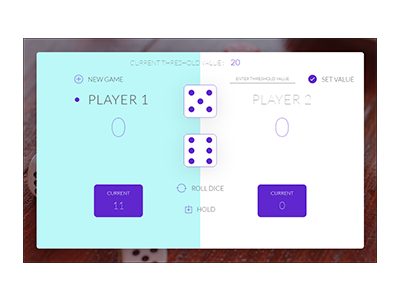 CURRENT THRESHOLD VALUE: 20
NEW GAME
ENTER THRESHOLD VALUE
SET VALUE
PLAYER 1
PLAYER 2
0
0
CURRENT
11
CURRENT
0
ROLL DICE
HOLD